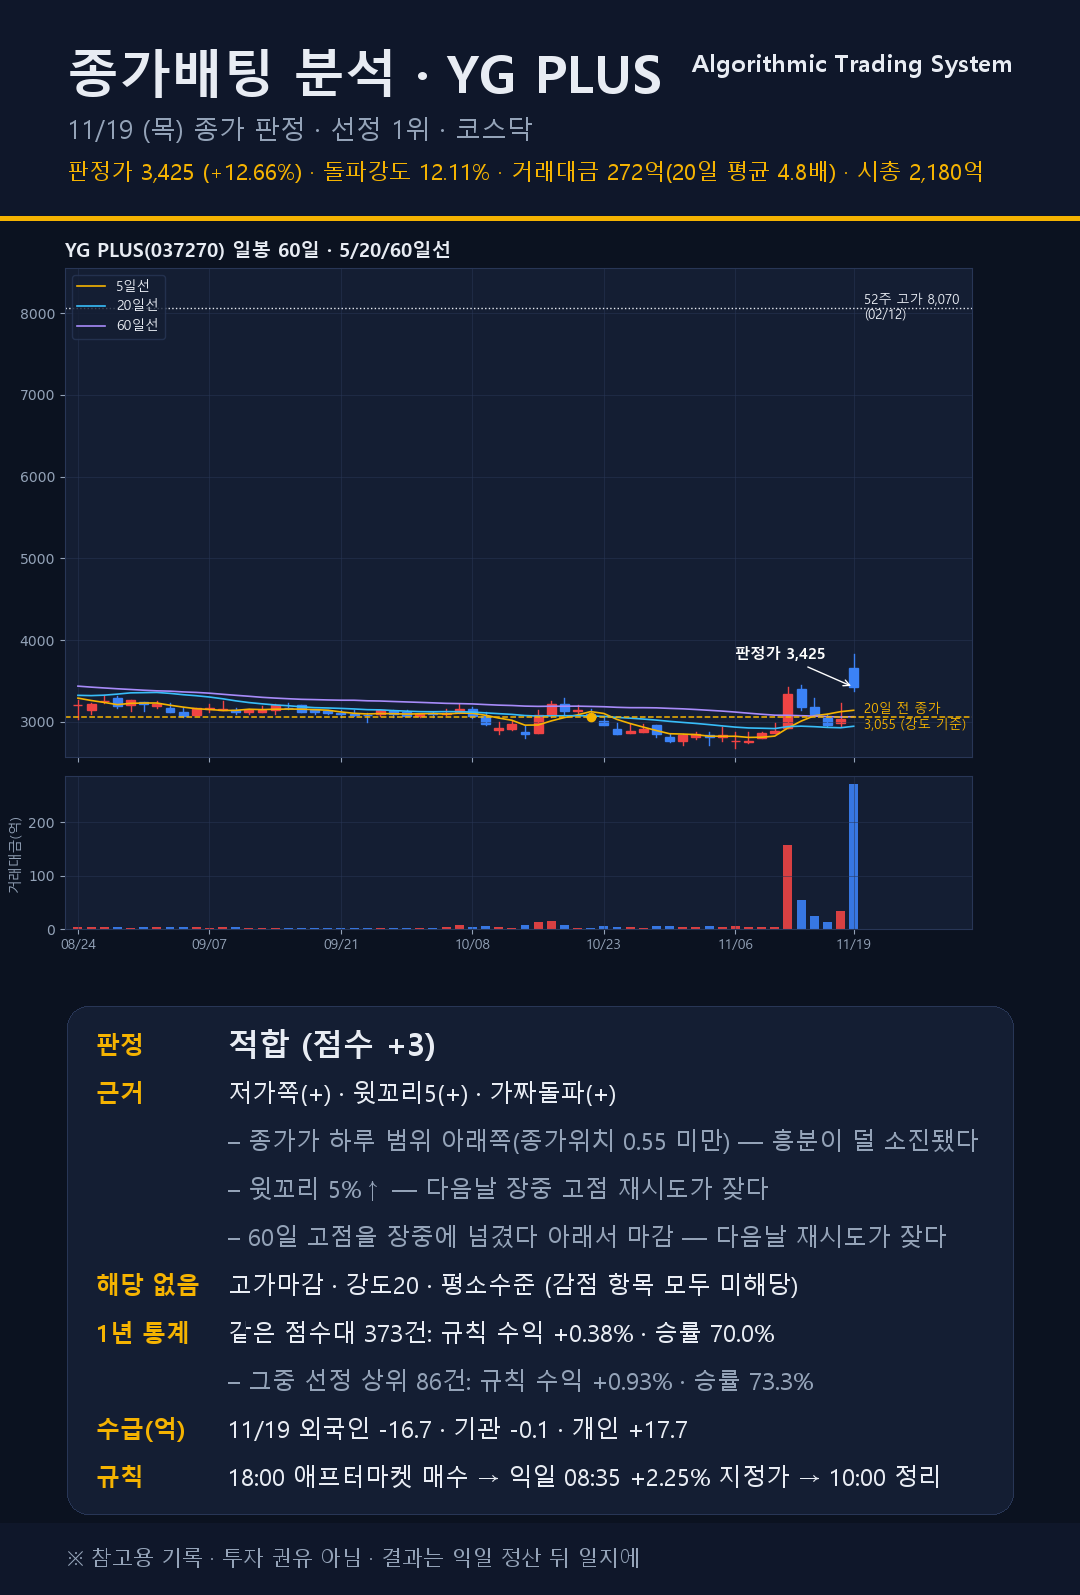 종가배팅 분석 · YG PLUS
Algorithmic Trading System
11/19 (목) 종가 판정 · 선정 1위 · 코스닥
판정가 3,425 (+12.66%) · 돌파강도 12.11% · 거래대금 272억(20일 평균 4.8배) · 시총 2,180억
YG PLUS(037270) 일봉 60일 · 5/20/60일선
5일선
20일선
60일선
52주 고가 8,070
(02/12)
8000
7000
6000
5000
4000
3000
판정가 3,425
20일 전 종가
3,055 (강도 기준)
거래대금(억)
200
100
0
08/24
09/07
09/21
10/08
10/23
11/06
11/19
판정 적합 (점수 +3)
근거 저가쪽(+) · 윗꼬리5(+) · 가짜돌파(+)
– 종가가 하루 범위 아래쪽(종가위치 0.55 미만) — 흥분이 덜 소진됐다
– 윗꼬리 5%↑ — 다음날 장중 고점 재시도가 잦다
– 60일 고점을 장중에 넘겼다 아래서 마감 — 다음날 재시도가 잦다
해당 없음 고가마감 · 강도20 · 평소수준 (감점 항목 모두 미해당)
1년 통계 같은 점수대 373건: 규칙 수익 +0.38% · 승률 70.0%
– 그중 선정 상위 86건: 규칙 수익 +0.93% · 승률 73.3%
수급(억) 11/19 외국인 -16.7 · 기관 -0.1 · 개인 +17.7
규칙 18:00 애프터마켓 매수 → 익일 08:35 +2.25% 지정가 → 10:00 정리
※ 참고용 기록 · 투자 권유 아님 · 결과는 익일 정산 뒤 일지에